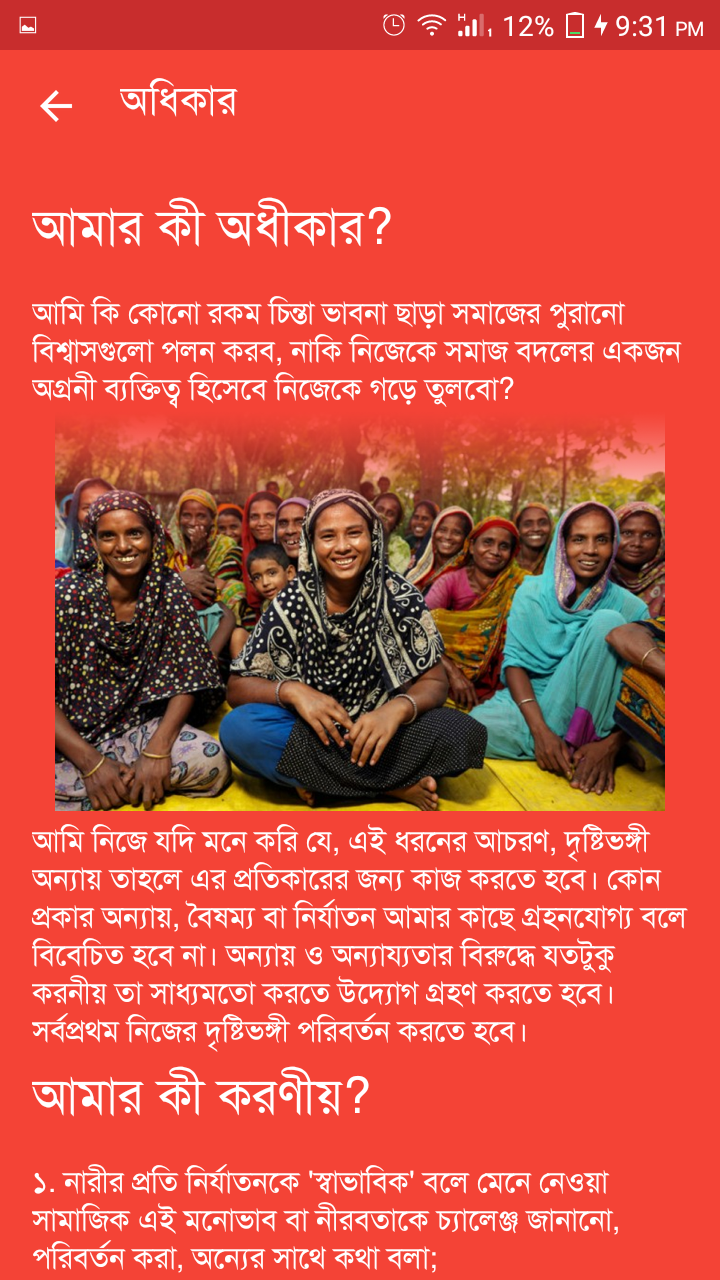 12% 9:31 PM
অধিকার
আমার কী অধীকার?
আমি কি কোনো রকম চিন্তা ভাবনা ছাড়া সমাজের পুরানো
বিশ্বাসগুলো পলন করব, নাকি নিজেকে সমাজ বদলের একজন
অগ্রনী ব্যক্তিত্ব হিসেবে নিজেকে গড়ে তুলবো?
আমি নিজে যদি মনে করি যে, এই ধরনের আচরণ, দৃষ্টিভঙ্গী
অন্যায় তাহলে এর প্রতিকারের জন্য কাজ করতে হবে। কোন
প্রকার অন্যায়, বৈষম্য বা নির্যাতন আমার কাছে গ্রহনযোগ্য বলে
বিবেচিত হবে না। অন্যায় ও অন্যায্যতার বিরুদ্ধে যতটুকু
করনীয় তা সাধ্যমতো করতে উদ্যোগ গ্রহণ করতে হবে।
সর্বপ্রথম নিজের দৃষ্টিভঙ্গী পরিবর্তন করতে হবে।
আমার কী করণীয়?
১. নারীর প্রতি নির্যাতনকে 'স্বাভাবিক' বলে মেনে নেওয়া
সামাজিক এই মনোভাব বা নীরবতাকে চ্যালেঞ্জ জানানো,
পরিবর্তন করা, অন্যের সাথে কথা বলা;